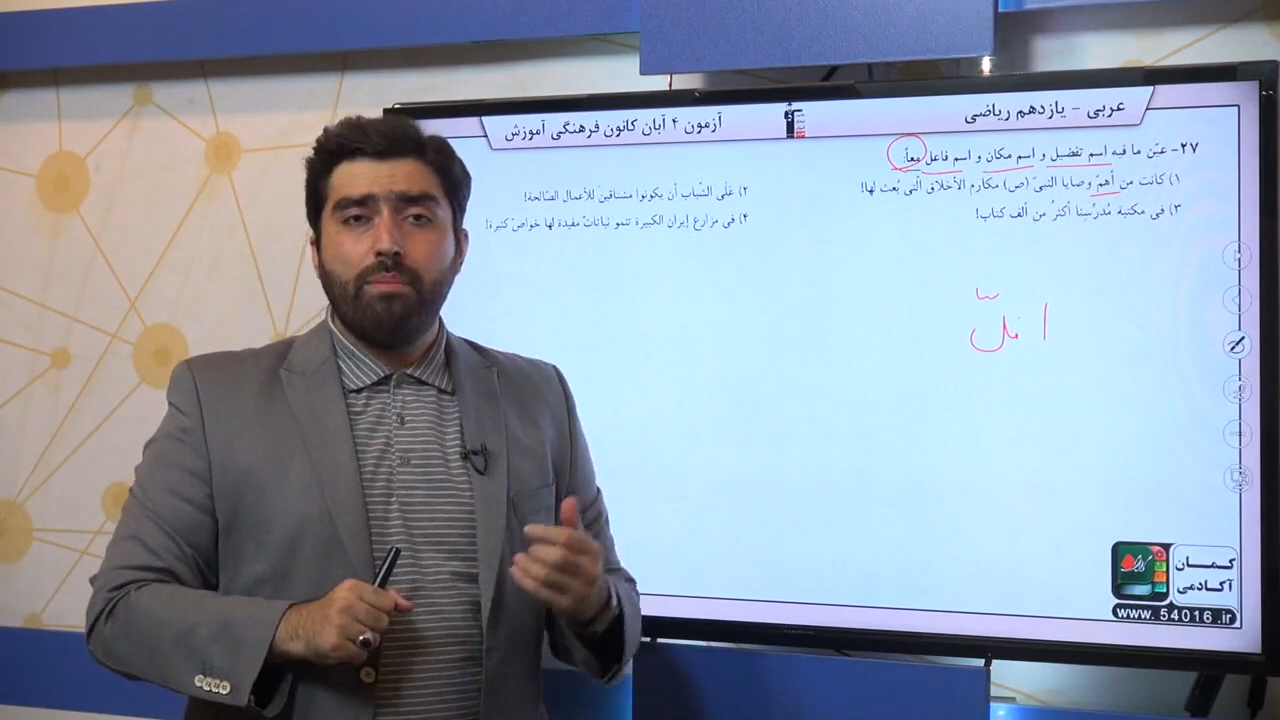 عربی - یازدهم ریاضی
آزمون ۴ آبان کانون فرهنگی آموزش
۲۷- عیّن ما فیه اسم تفضیل و اسم مکان و اسم فاعل معاً:
۱) کانت من أهمّ وصایا النبیّ (ص) مکارم الأخلاق الّتی بُعث لها!
۲) عَلَی الشّباب أن یکونوا مشتاقینَ للأعمال الصّالحة!
۳) فی مکتبة مُدرِّسِنا أکثرُ من ألف کتاب!
۴) فی مزارع إیران الکبیرة تنمو نباتاتٌ مفیدة لها خواصّ کثیرة!
کمان
آکادمی
www.54016.ir